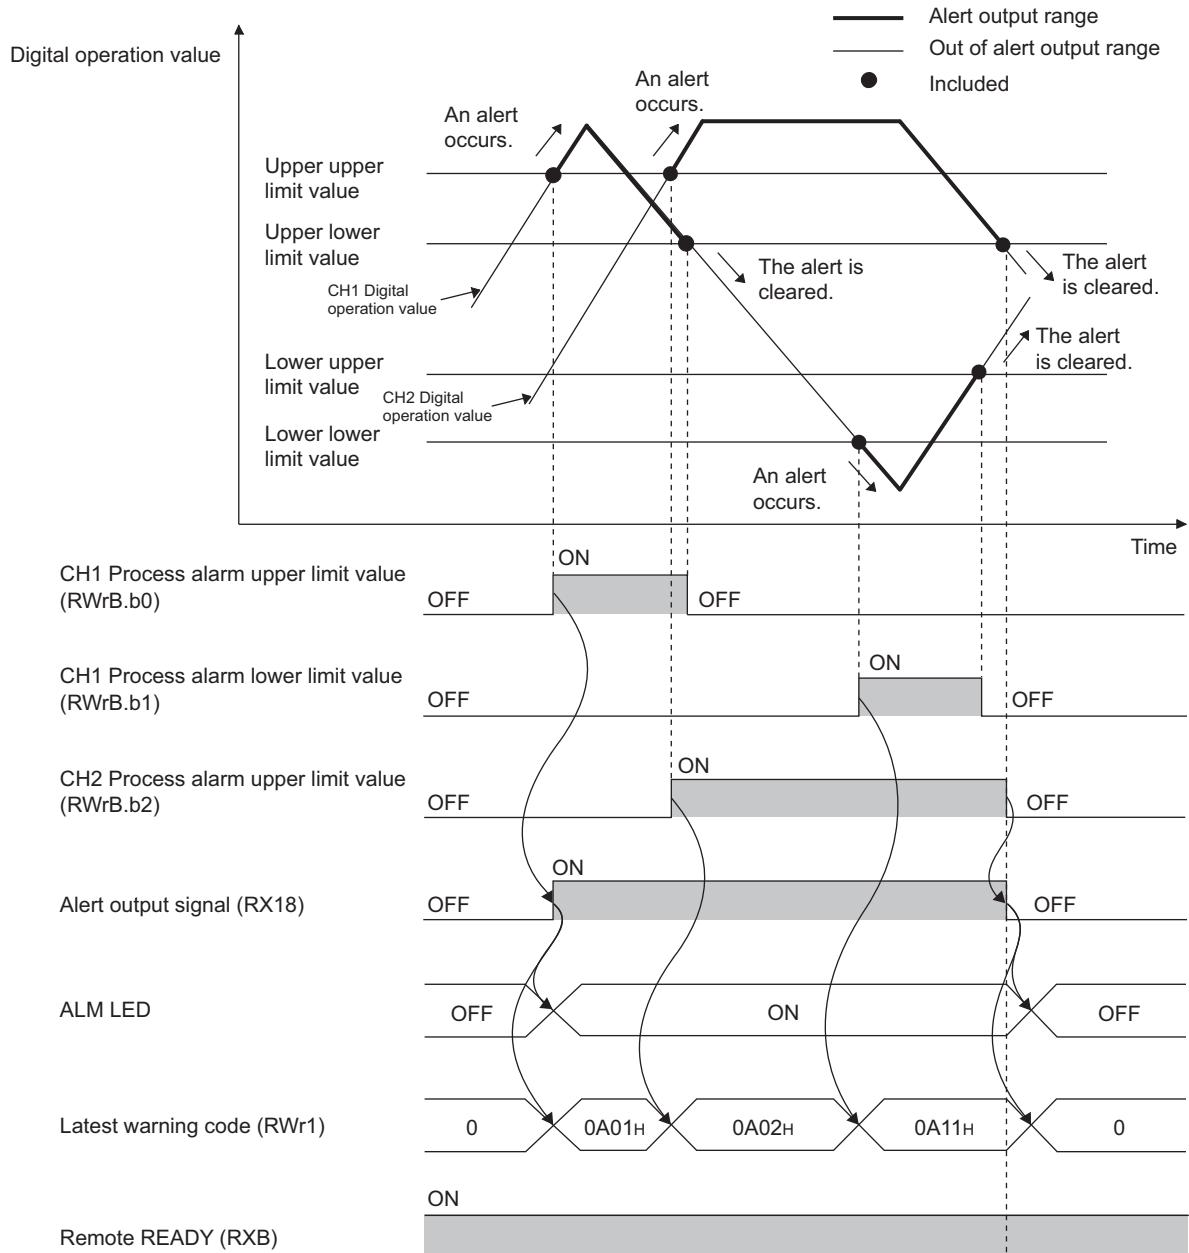 Alert output range
Out of alert output range
Included
Digital operation value
An alert
occurs.
An alert
occurs.
Upper upper
limit value
Upper lower
limit value
The alert is
cleared.
The alert
is cleared.
CH1 Digital
operation value
The alert
is cleared.
Lower upper
limit value
CH2 Digital
operation value
Lower lower
limit value
An alert
occurs.
Time
CH1 Process alarm upper limit value
(RWrB.b0)
OFF
ON
OFF
CH1 Process alarm lower limit value
(RWrB.b1)
OFF
ON
OFF
CH2 Process alarm upper limit value
(RWrB.b2)
OFF
ON
OFF
Alert output signal (RX18)
OFF
ON
OFF
ALM LED
OFF
ON
OFF
Latest warning code (RWr1)
0
0A01H
0A02H
0A11H
0
ON
Remote READY (RXB)